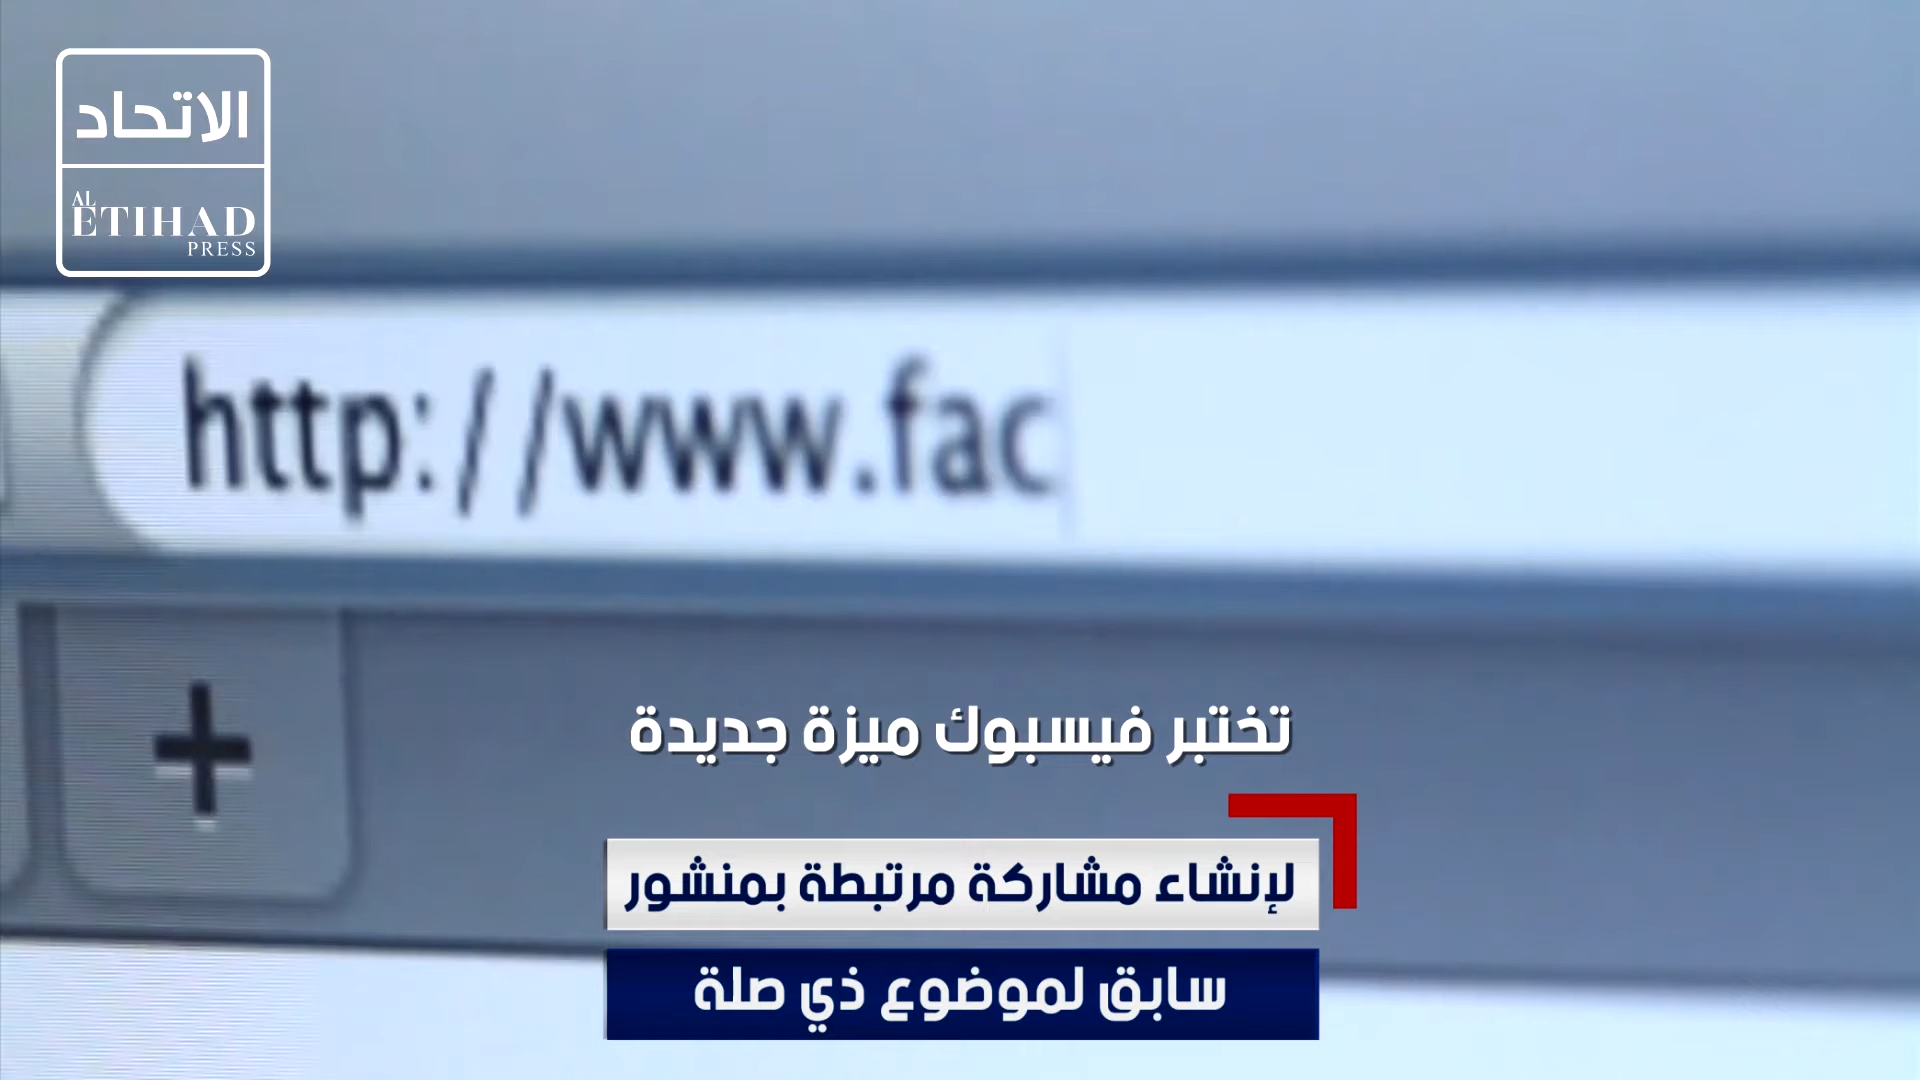 الاتحاد
AL
ETIHAD
PRESS
http://www.fac
+
تختبر فيسبوك ميزة جديدة
لإنشاء مشاركة مرتبطة بمنشور
سابق لموضوع ذي صلة